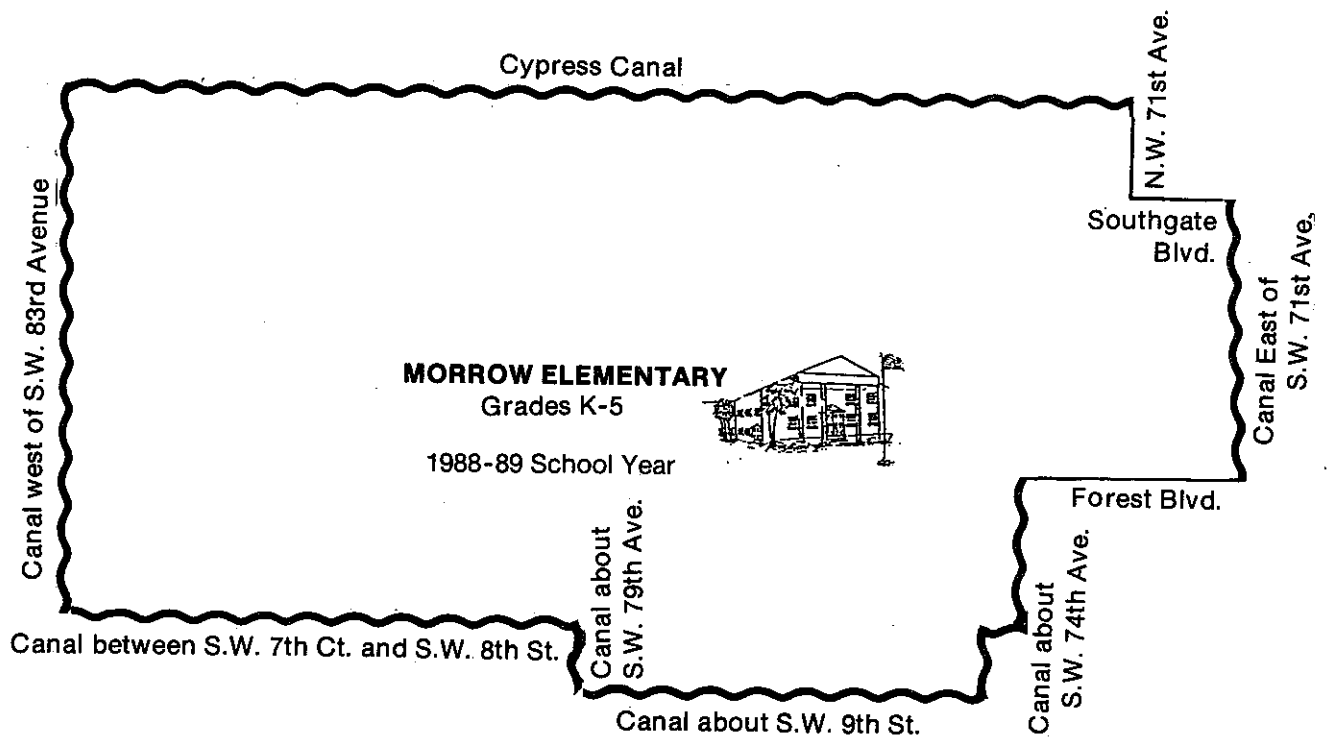 Cypress Canal
N.W. 71st Ave.
Southgate
Blvd.
Canal East of
S.W. 71st Ave.
Canal west of S.W. 83rd Avenue
MORROW ELEMENTARY
Grades K-5
1988-89 School Year
Forest Blvd.
Canal about
S.W. 79th Ave.
Canal about
S.W. 74th Ave.
Canal between S.W. 7th Ct. and S.W. 8th St.
Canal about S.W. 9th St.